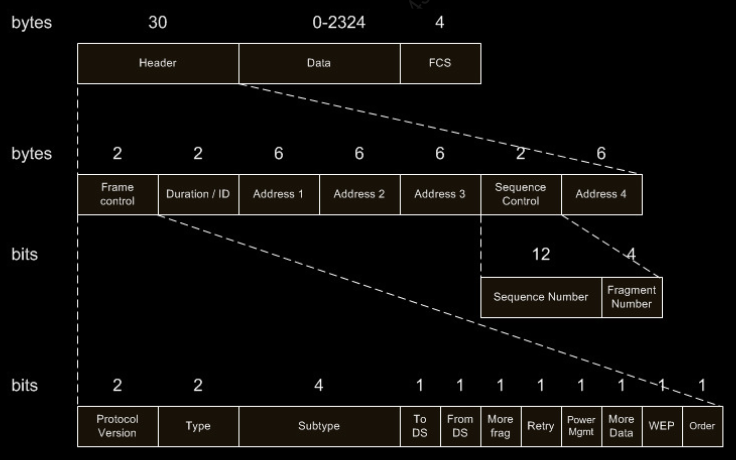 bytes 30 0-2324 4
Header Data FCS
bytes 2 2 6 6 6 2 6
Frame control Duration / ID Address 1 Address 2 Address 3 Sequence Control Address 4
bits 12 4
Sequence Number Fragment Number
bits 2 2 4 1 1 1 1 1 1 1 1
Protocol Version Type Subtype To DS From DS More frag Retry Power Mgmt More Data WEP Order